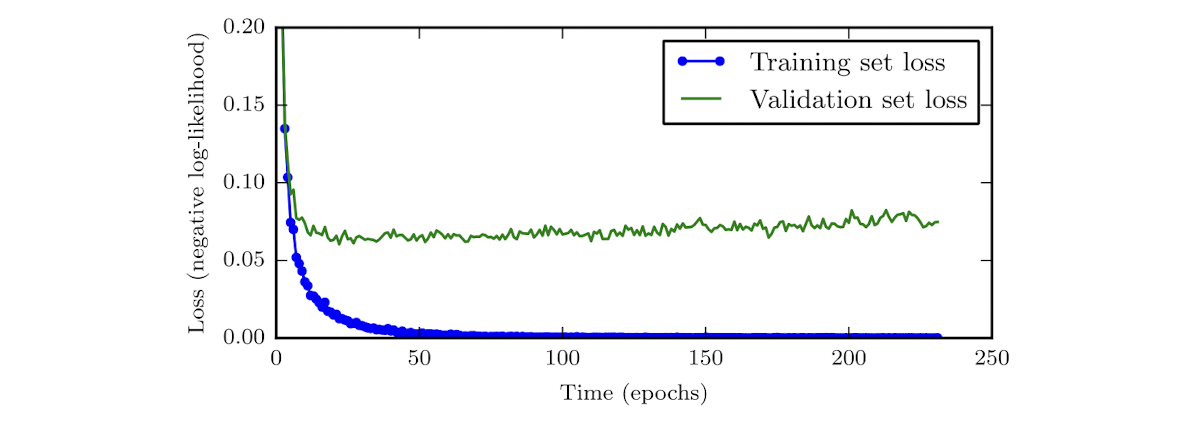 0.20
0.15
0.10
0.05
0.00
Loss (negative log-likelihood)
Training set loss
Validation set loss
0 50 100 150 200 250
Time (epochs)